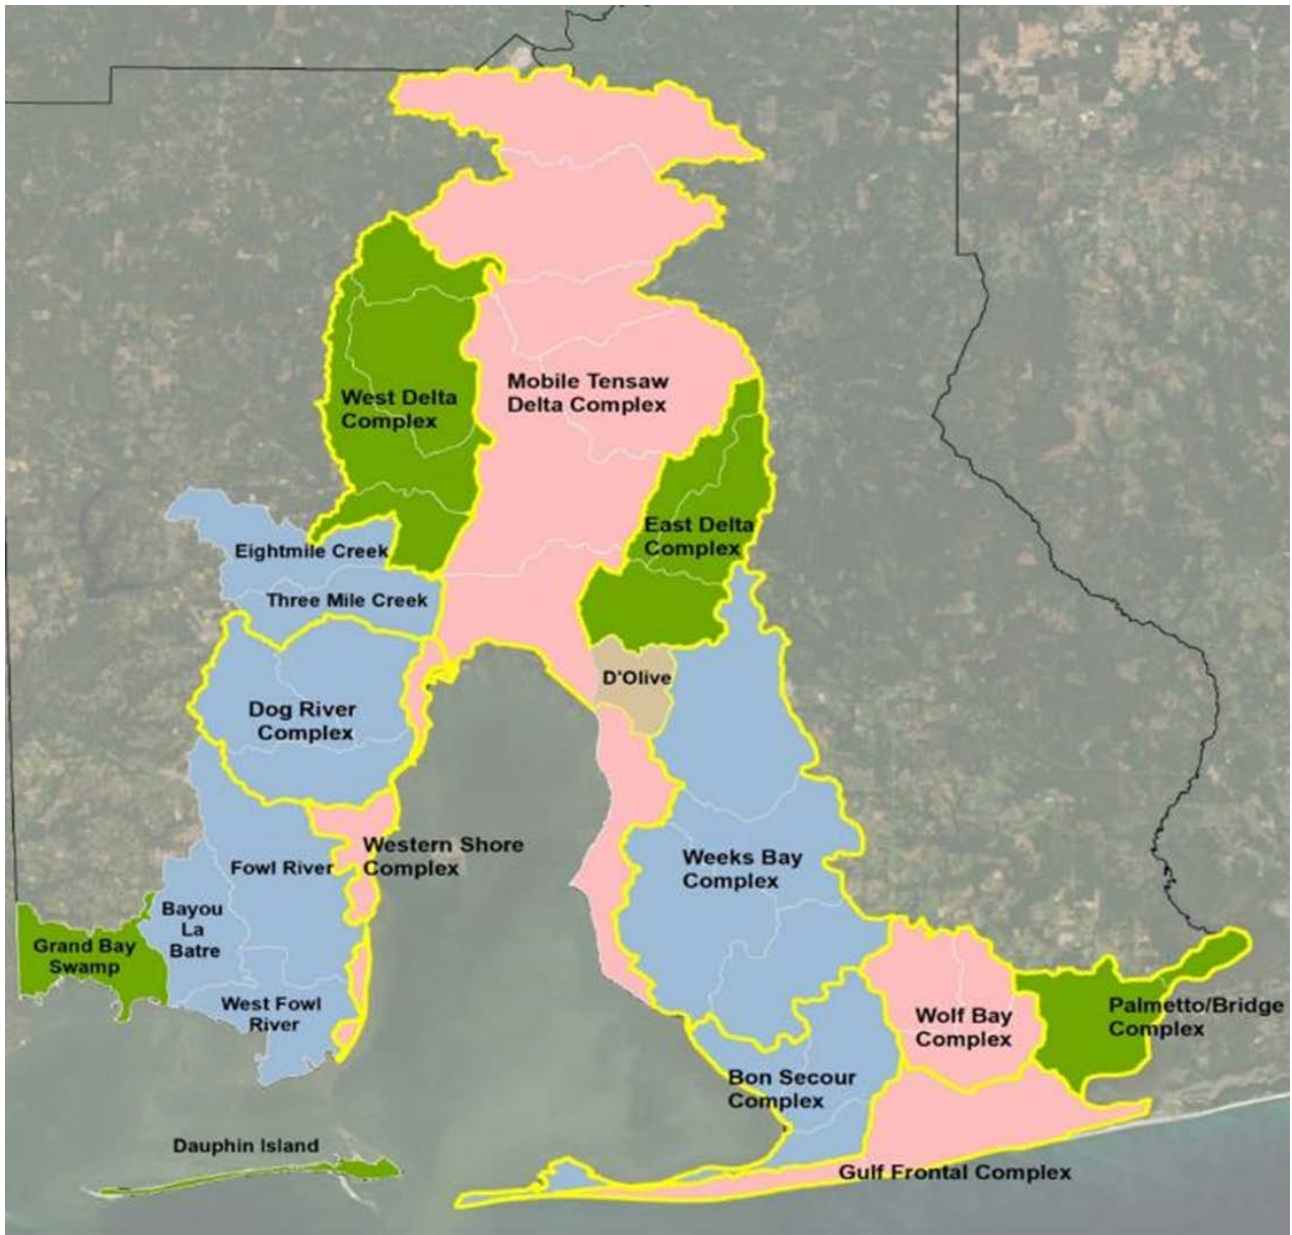 West Delta
Complex
Mobile Tensaw
Delta Complex
East Delta
Complex
Eightmile Creek
Three Mile Creek
D'Olive
Dog River
Complex
Western Shore
Complex
Fowl River
Weeks Bay
Complex
Bayou
La
Batre
Grand Bay
Swamp
West Fowl
River
Wolf Bay
Complex
Palmetto/Bridge
Complex
Bon Secour
Complex
Dauphin Island
Gulf Frontal Complex